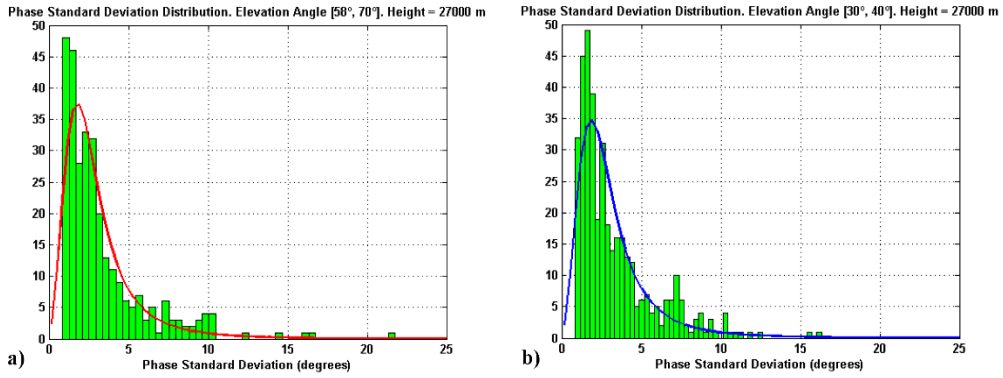 Phase Standard Deviation Distribution. Elevation Angle [58°, 70°]. Height = 27000 m
50
45
40
35
30
25
20
15
10
5
0
0 5 10 15 20 25
Phase Standard Deviation (degrees)
a)
Phase Standard Deviation Distribution. Elevation Angle [30°, 40°]. Height = 27000 m
50
45
40
35
30
25
20
15
10
5
0
0 5 10 15 20 25
Phase Standard Deviation (degrees)
b)